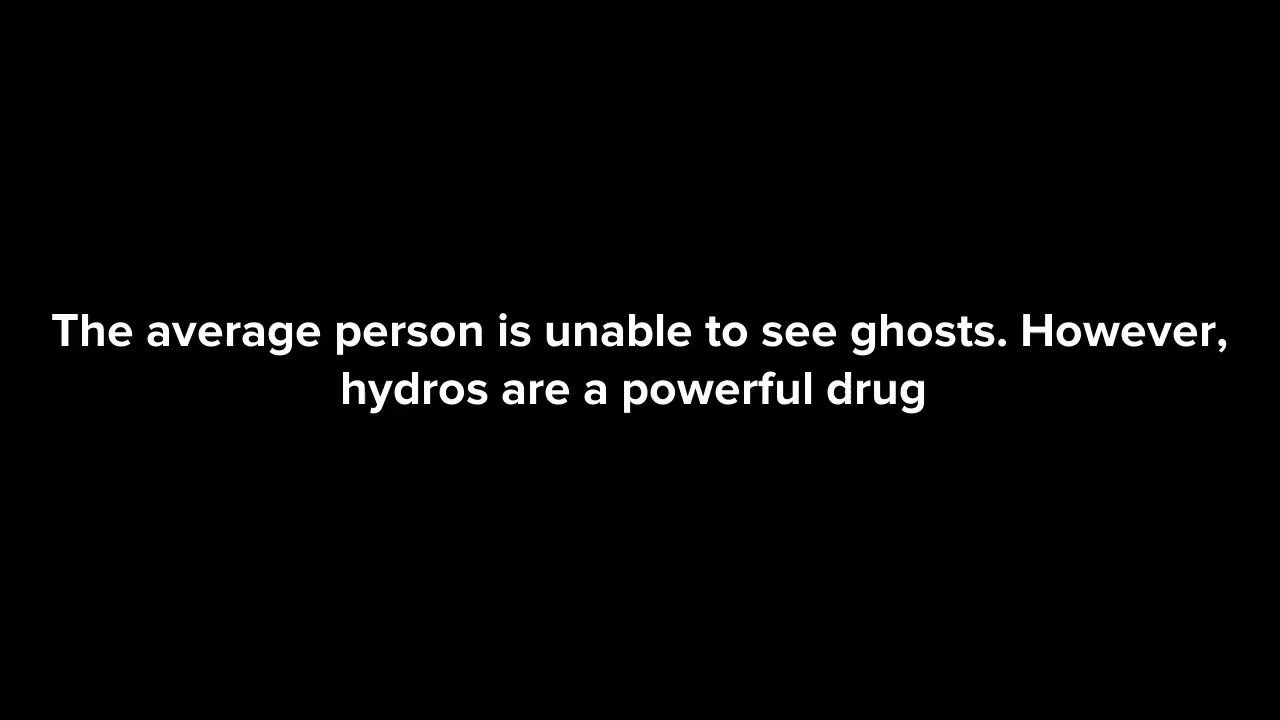 The average person is unable to see ghosts. However,
hydros are a powerful drug